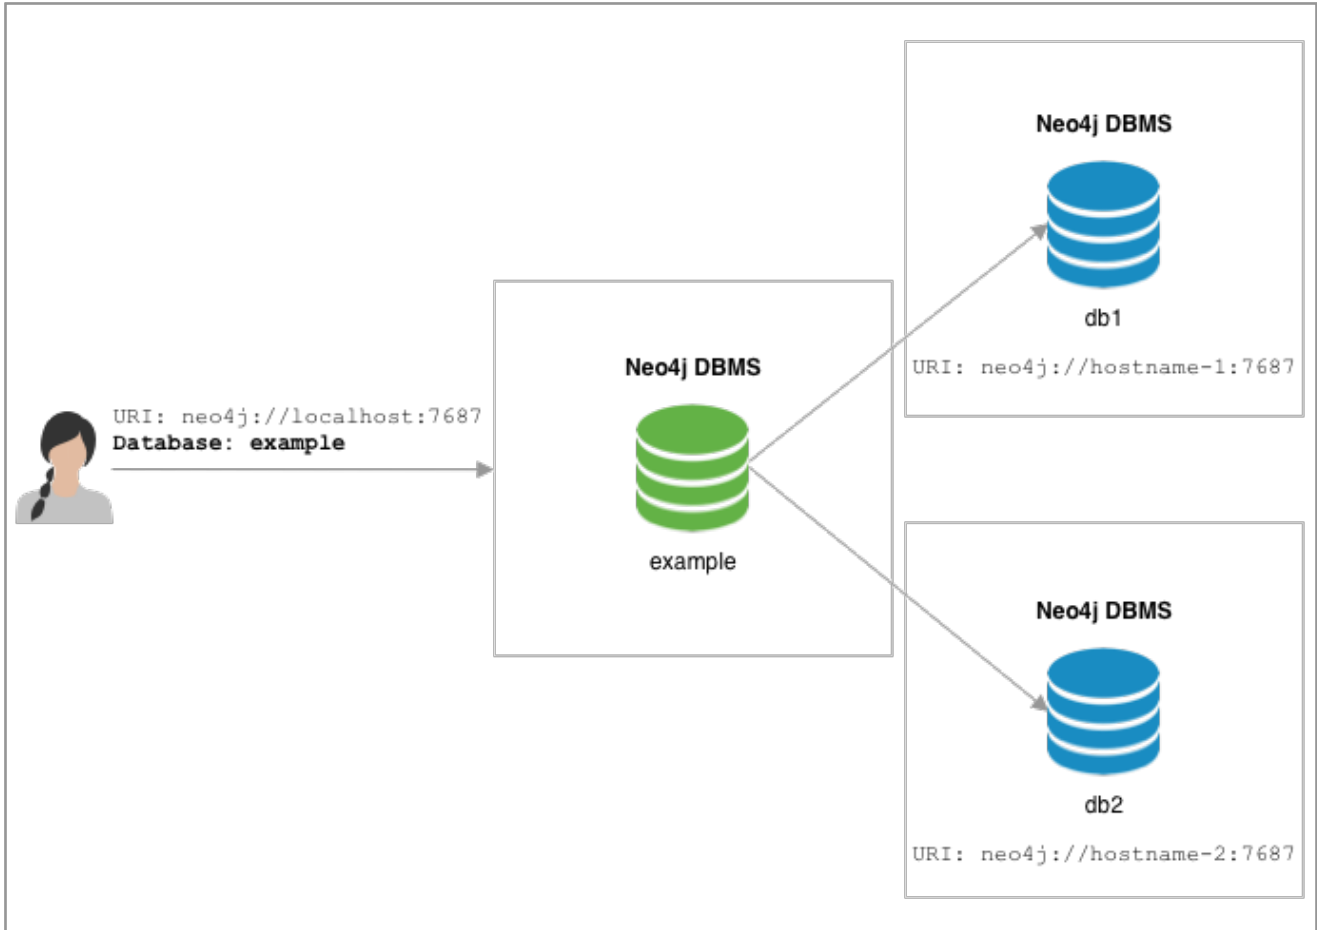 URI: neo4j://localhost:7687
Database: example
Neo4j DBMS
example
Neo4j DBMS
db1
URI: neo4j://hostname-1:7687
Neo4j DBMS
db2
URI: neo4j://hostname-2:7687